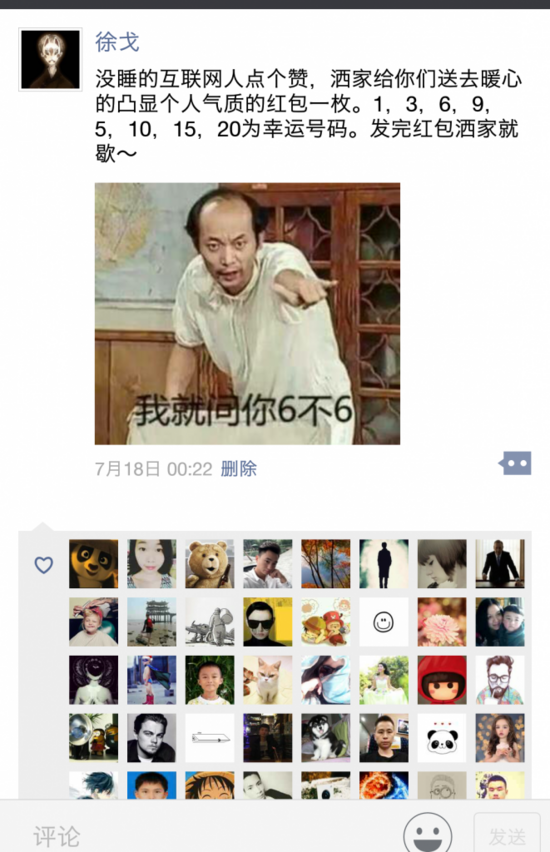 徐戈
没睡的互联网人点个赞，洒家给你们送去暖心
的凸显个人气质的红包一枚。1，3，6，9，
5，10，15，20为幸运号码。发完红包洒家就
歇～
我就问你6不6
7月18日 00:22 删除
评论
发送